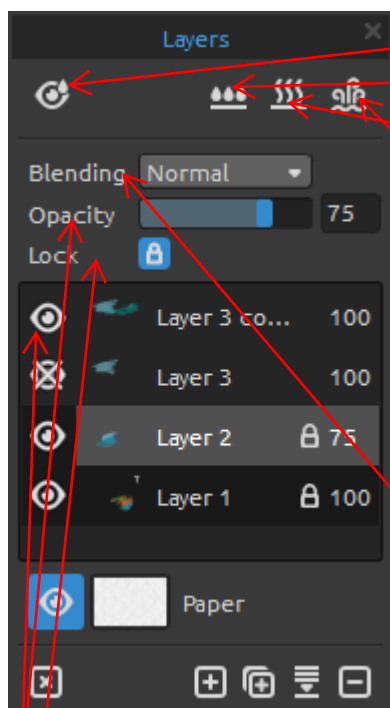 Layers
Blending Normal
Opacity 75
Lock
Layer 3 co... 100
Layer 3 100
Layer 2 75
T
Layer 1 100
Paper